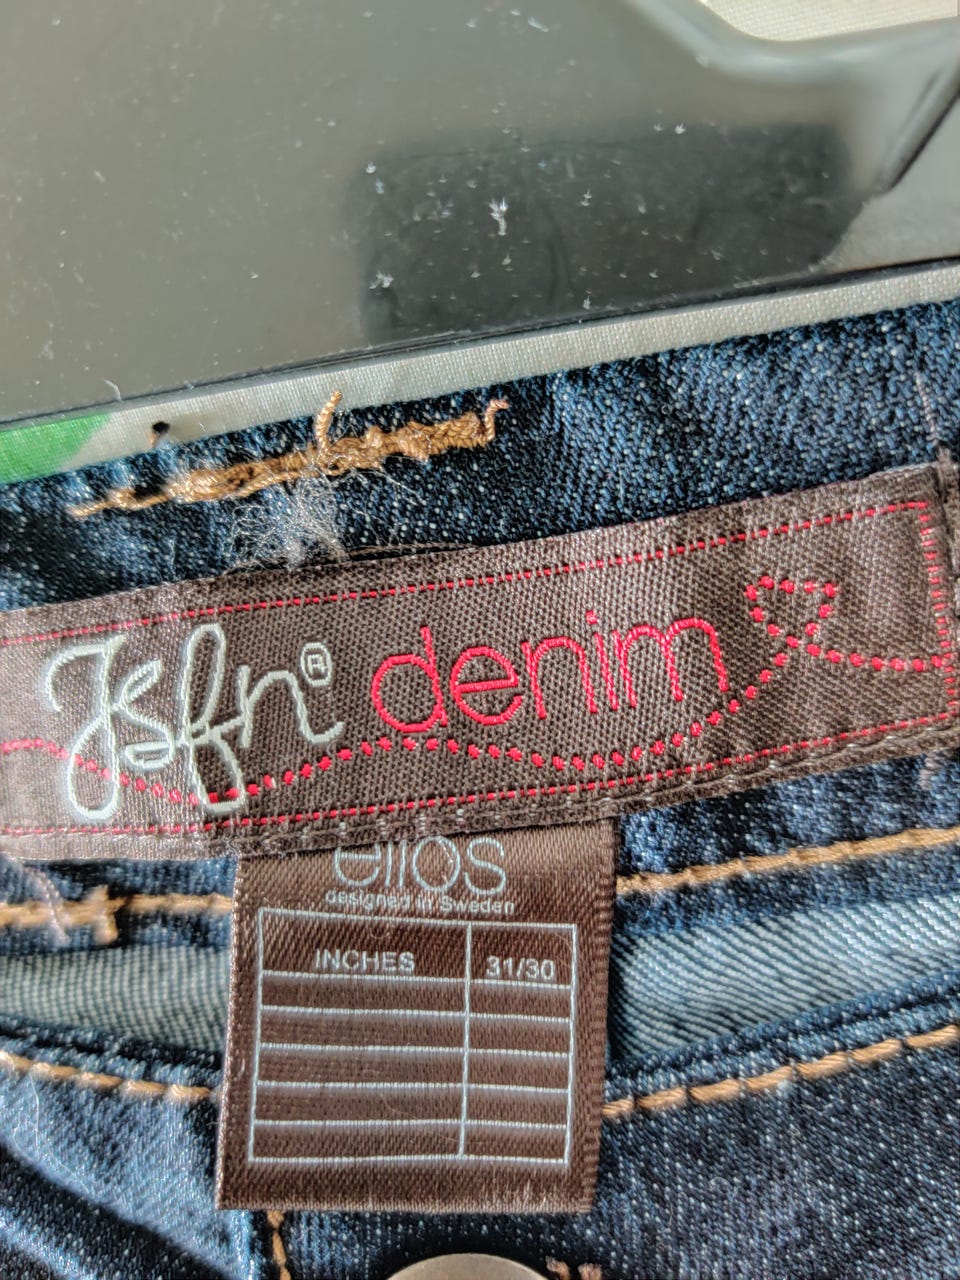 Jsfn® denim
ellos
designed in Sweden
INCHES 31/30